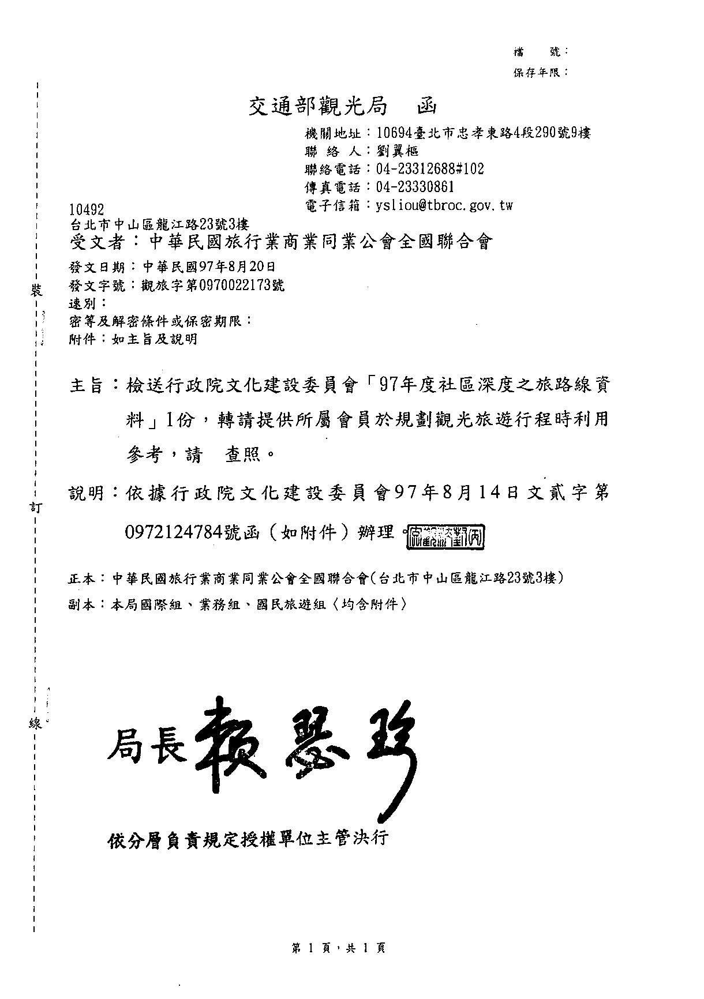 檔　　號：
保存年限：
交通部觀光局　函
機關地址：10694臺北市忠孝東路4段290號9樓
聯 絡 人：劉翼樞
聯絡電話：04-23312688#102
傳真電話：04-23330861
電子信箱：ysliou@tbroc.gov.tw
10492
台北市中山區龍江路23號3樓
受文者：中華民國旅行業商業同業公會全國聯合會
發文日期：中華民國97年8月20日
發文字號：觀旅字第0970022173號
速別：
密等及解密條件或保密期限：
附件：如主旨及說明
主旨：檢送行政院文化建設委員會「97年度社區深度之旅路線資
料」1份，轉請提供所屬會員於規劃觀光旅遊行程時利用
參考，請　查照。
說明：依據行政院文化建設委員會97年8月14日文貳字第
0972124784號函（如附件）辦理。
正本：中華民國旅行業商業同業公會全國聯合會(台北市中山區龍江路23號3樓)
副本：本局國際組、業務組、國民旅遊組〈均含附件〉
局長賴瑟珍
依分層負責規定授權單位主管決行
第 1 頁，共 1 頁
裝
訂
線